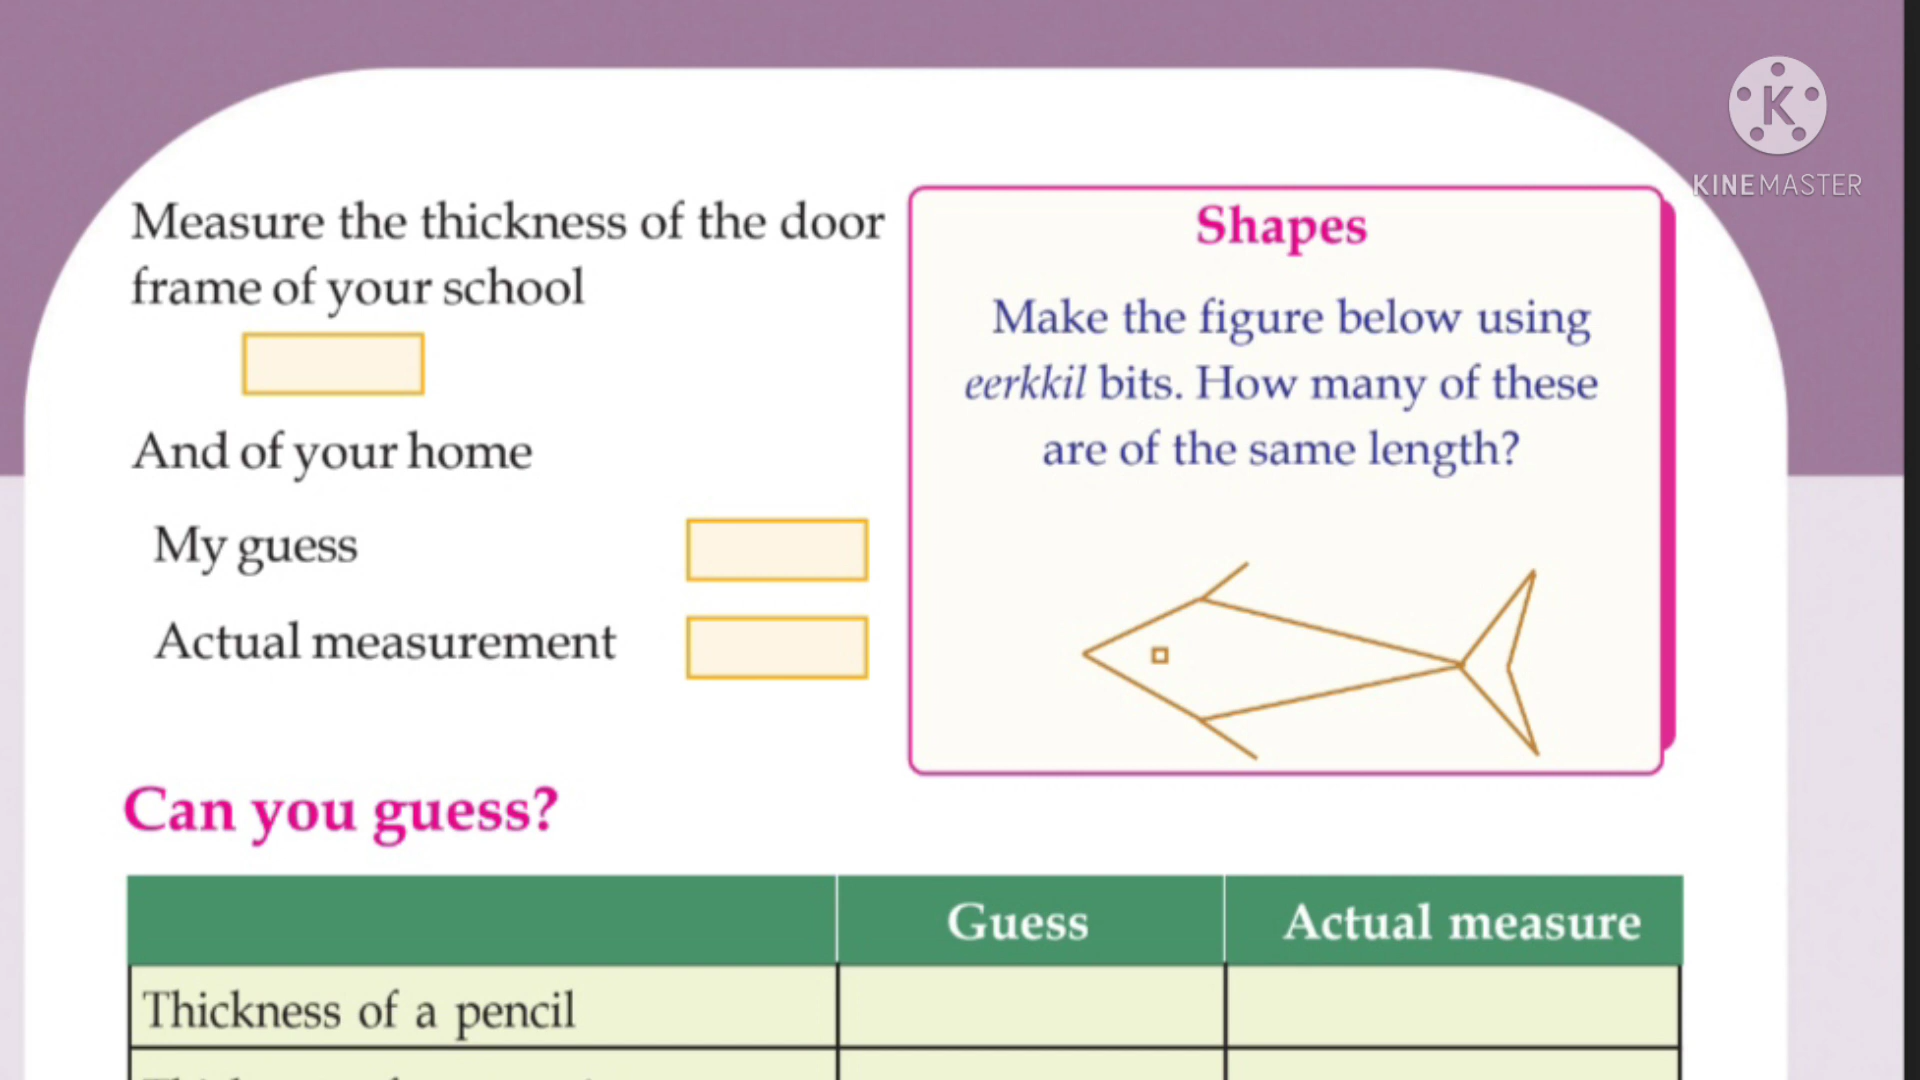 Measure the thickness of the door
frame of your school
And of your home
My guess
Actual measurement
Shapes
Make the figure below using
eerkkil bits. How many of these
are of the same length?
KINEMASTER
Can you guess?
Guess
Actual measure
Thickness of a pencil